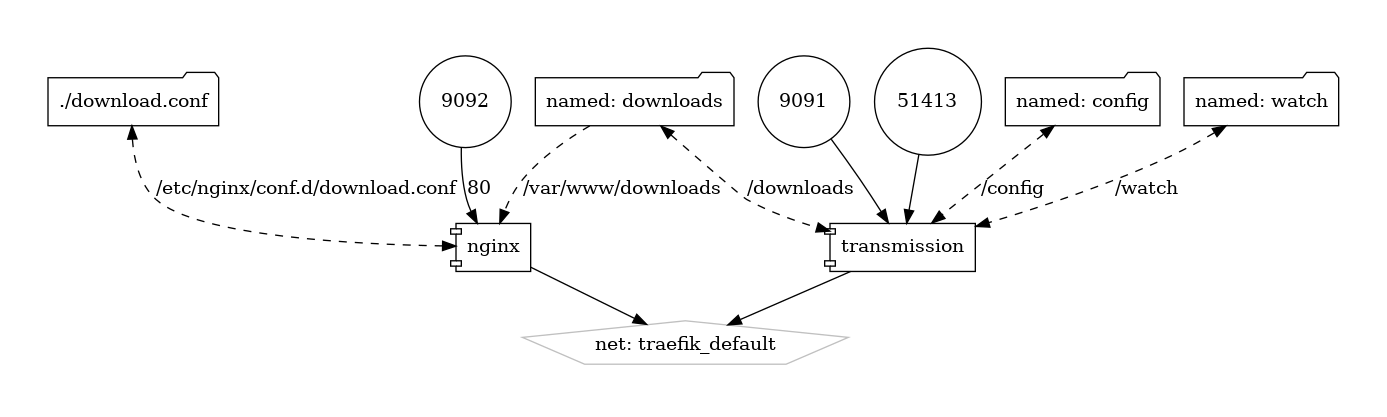 ./download.conf
9092
named: downloads
9091
51413
named: config
named: watch
/etc/nginx/conf.d/download.conf
80
/var/www/downloads
/downloads
/config
/watch
nginx
transmission
net: traefik_default